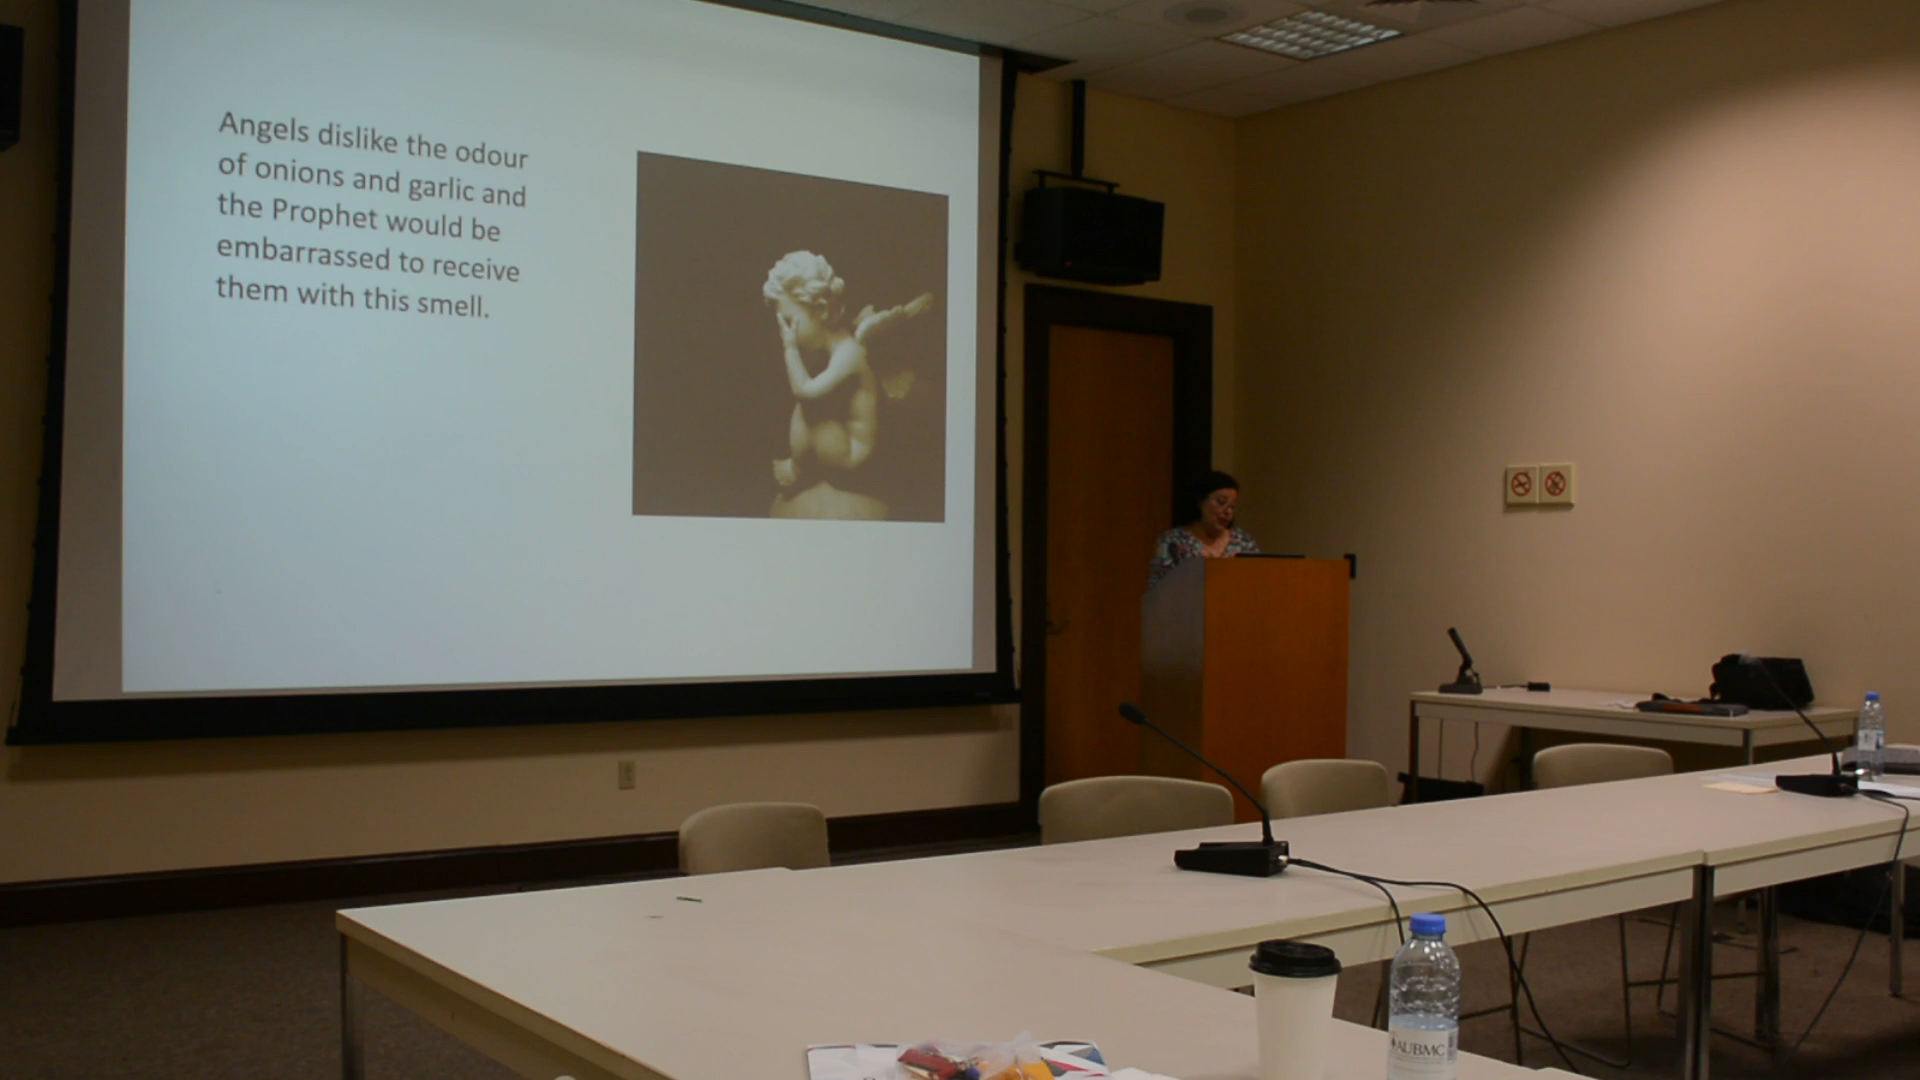 Angels dislike the odour
of onions and garlic and
the Prophet would be
embarrassed to receive
them with this smell.
AUBMC